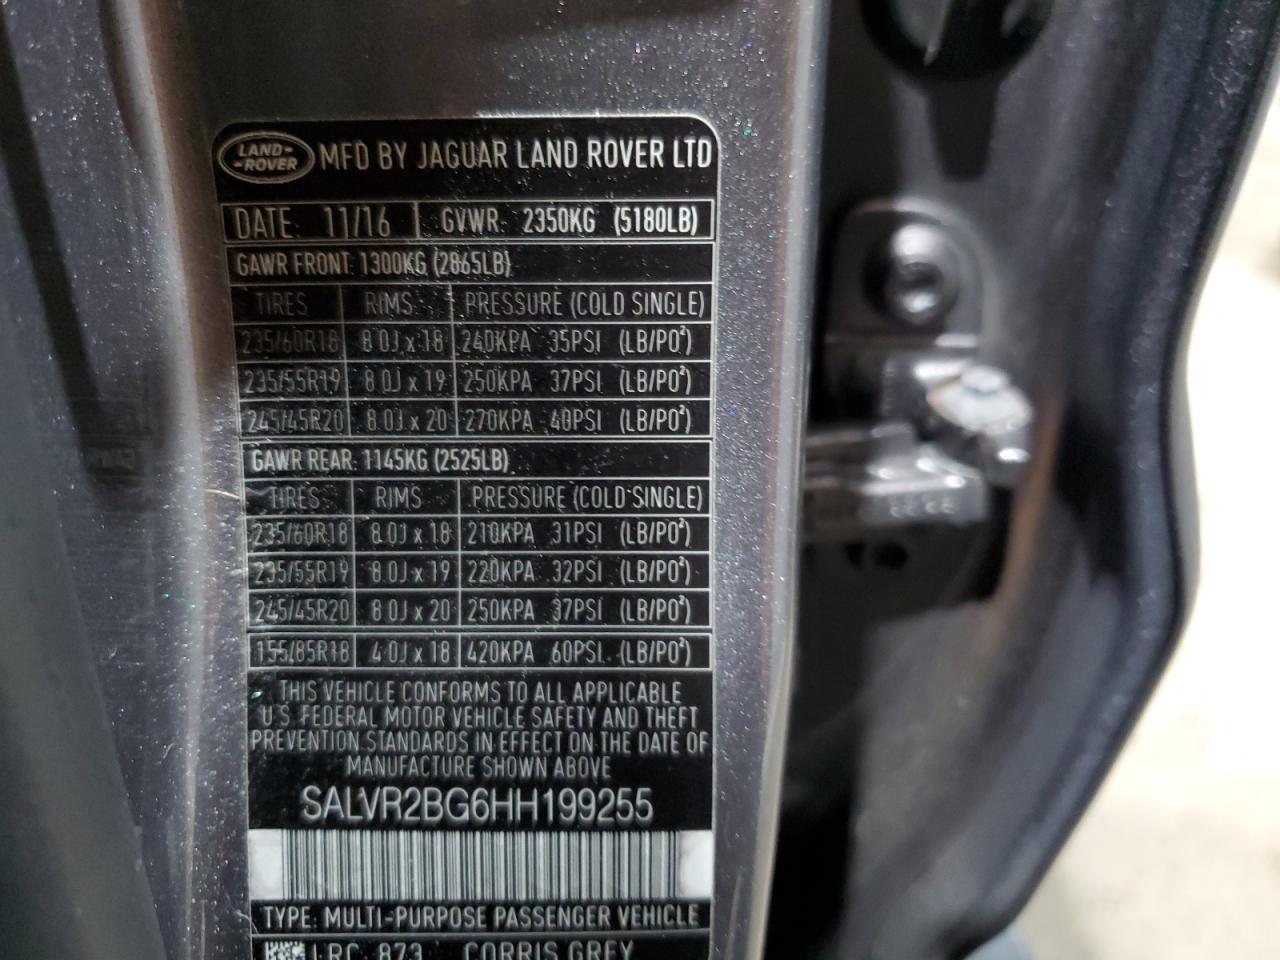 LAND-
-ROVER
MFD BY JAGUAR LAND ROVER LTD
DATE: 11/16 GVWR: 2350KG (5180LB)
GAWR FRONT: 1300KG (2865LB)
TIRES RIMS PRESSURE (COLD SINGLE)
235/60R18 8.0J x 18 240KPA 35PSI (LB/PO²)
235/55R19 8.0J x 19 250KPA 37PSI (LB/PO²)
245/45R20 8.0J x 20 270KPA 40PSI (LB/PO²)
GAWR REAR: 1145KG (2525LB)
TIRES RIMS PRESSURE (COLD SINGLE)
235/60R18 8.0J x 18 210KPA 31PSI (LB/PO²)
235/55R19 8.0J x 19 220KPA 32PSI (LB/PO²)
245/45R20 8.0J x 20 250KPA 37PSI (LB/PO²)
155/85R18 4.0J x 18 420KPA 60PSI (LB/PO²)
THIS VEHICLE CONFORMS TO ALL APPLICABLE
U.S. FEDERAL MOTOR VEHICLE SAFETY AND THEFT
PREVENTION STANDARDS IN EFFECT ON THE DATE OF
MANUFACTURE SHOWN ABOVE
SALVR2BG6HH199255
TYPE: MULTI-PURPOSE PASSENGER VEHICLE
LRC 873 CORRIS GREY